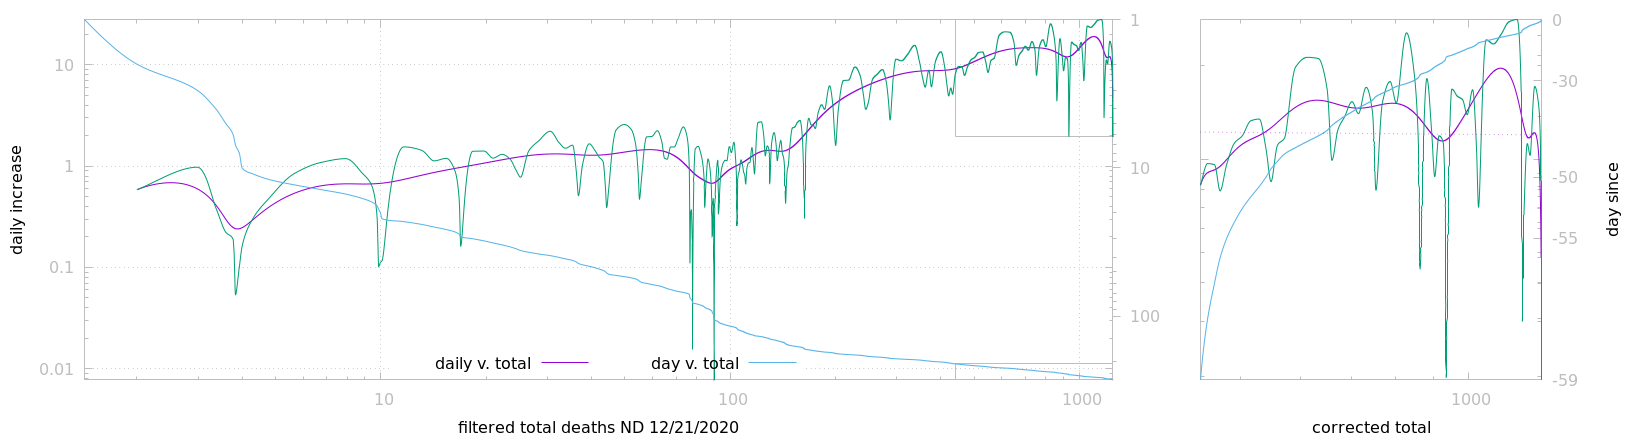 daily increase
10
1
0.1
0.01
10
100
1000
1
10
100
daily v. total
day v. total
filtered total deaths ND 12/21/2020
0
-30
-50
-55
-59
1000
day since
corrected total